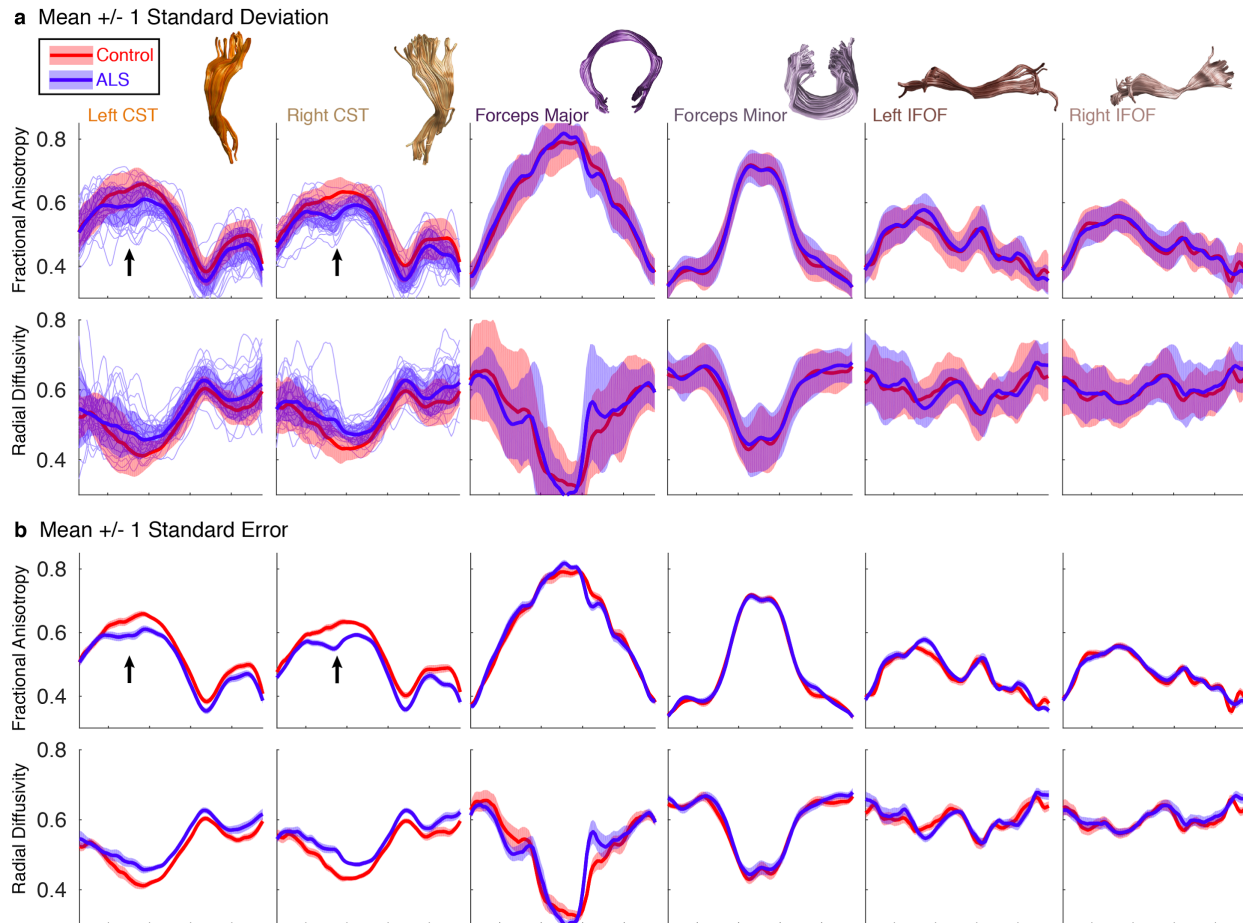 a Mean +/- 1 Standard Deviation
Control
ALS
Left CST
Right CST
Forceps Major
Forceps Minor
Left IFOF
Right IFOF
Fractional Anisotropy
0.8
0.6
0.4
Radial Diffusivity
0.8
0.6
0.4
b Mean +/- 1 Standard Error
Fractional Anisotropy
0.8
0.6
0.4
Radial Diffusivity
0.8
0.6
0.4